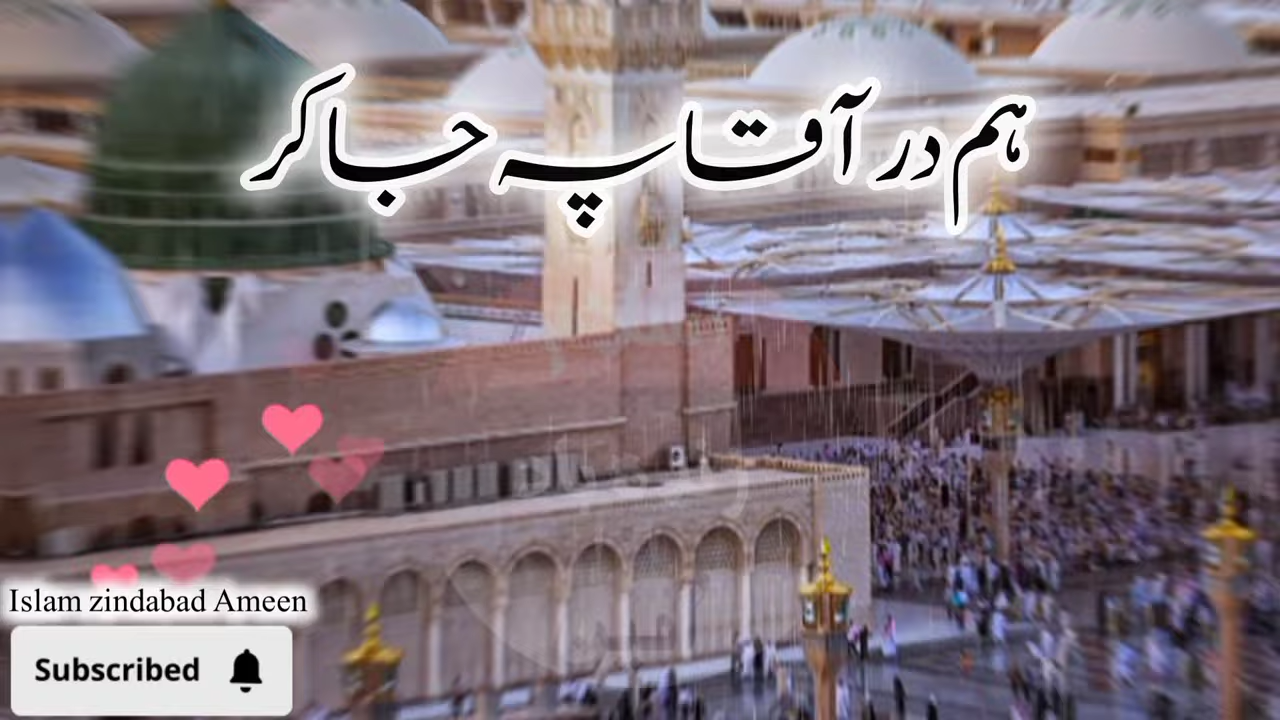 ہم در آقا پہ جا کر
Islam zindabad Ameen
Subscribed